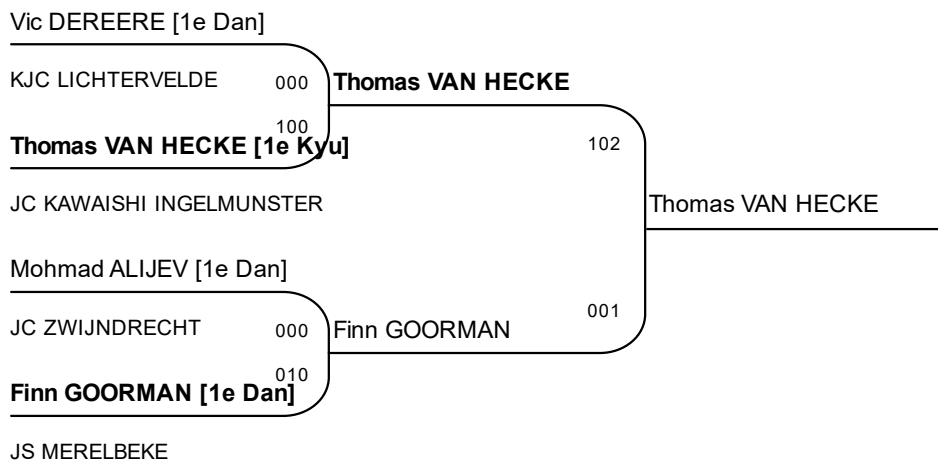 Vic DEREERE [1e Dan]
KJC LICHTERVELDE 000
Thomas VAN HECKE
100
Thomas VAN HECKE [1e Kyu]
102
JC KAWAISHI INGELMUNSTER
Thomas VAN HECKE
Mohmad ALIJEV [1e Dan]
001
JC ZWIJNDRECHT 000
Finn GOORMAN
010
Finn GOORMAN [1e Dan]
JS MERELBEKE